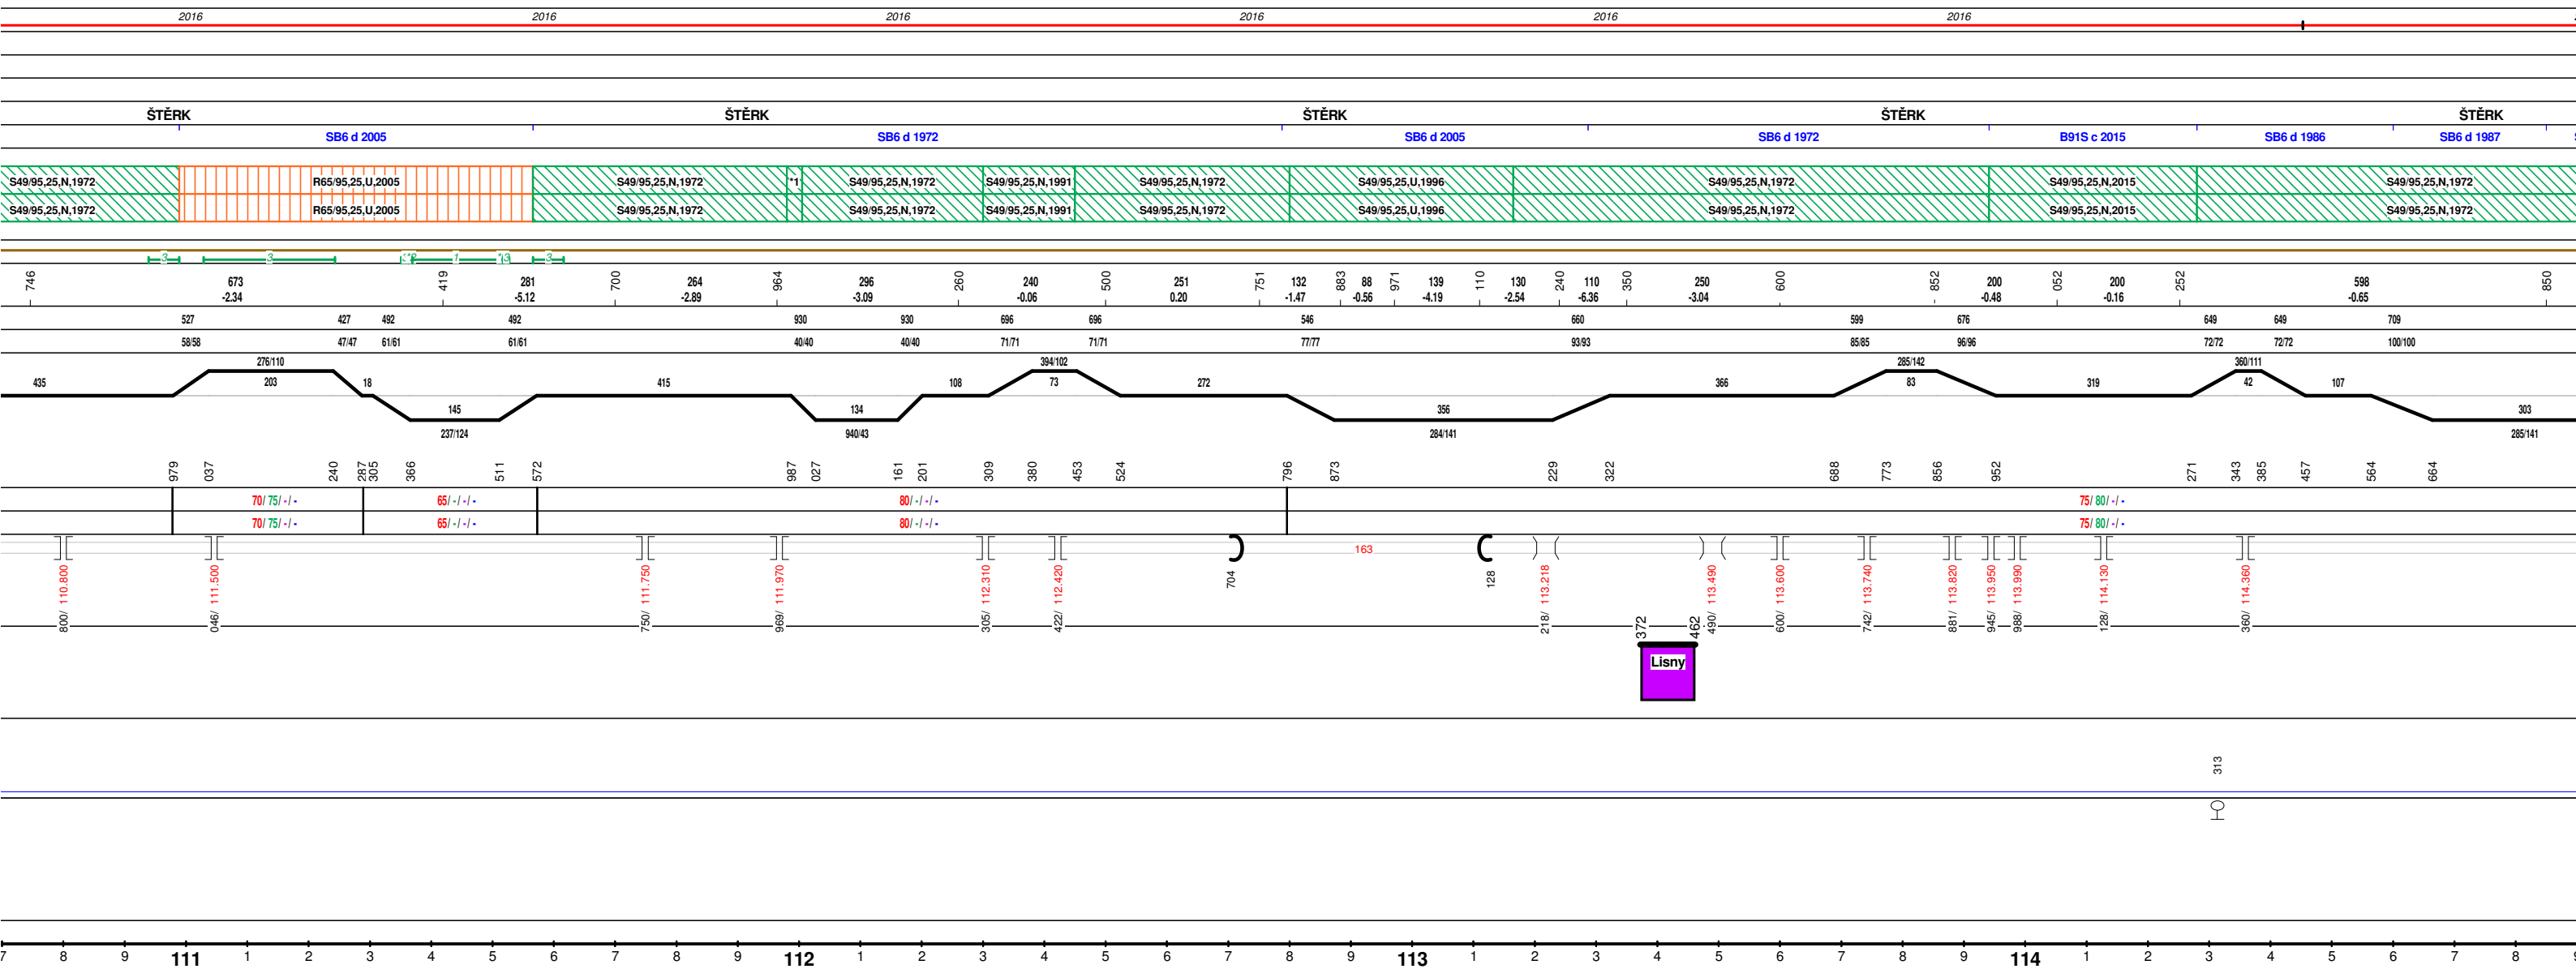 2016 2016 2016 2016 2016 2016
ŠTĚRK ŠTĚRK ŠTĚRK ŠTĚRK ŠTĚRK
SB6 d 2005 SB6 d 1972 SB6 d 2005 SB6 d 1972 B91S c 2015 SB6 d 1986 SB6 d 1987
S49/95,25,N,1972 R65/95,25,U,2005 S49/95,25,N,1972 *1 S49/95,25,N,1972 S49/95,25,N,1991 S49/95,25,N,1972 S49/95,25,U,1996 S49/95,25,N,1972 S49/95,25,N,2015 S49/95,25,N,1972
S49/95,25,N,1972 R65/95,25,U,2005 S49/95,25,N,1972 S49/95,25,N,1972 S49/95,25,N,1991 S49/95,25,N,1972 S49/95,25,U,1996 S49/95,25,N,1972 S49/95,25,N,2015 S49/95,25,N,1972
3 3 1 3 3
746 673 419 281 700 264 964 296 260 240 500 251 751 132 883 88 971 139 110 130 240 110 350 250 600 852 200 052 200 252 598 850
-2.34 -5.12 -2.89 -3.09 -0.06 0.20 -1.47 -0.56 -4.19 -2.54 -6.36 -3.04 -0.48 -0.16 -0.65
527 427 492 492 930 930 696 696 546 660 599 676 649 649 709
58/58 47/47 61/61 61/61 40/40 40/40 71/71 71/71 77/77 93/93 85/85 96/96 72/72 72/72 100/100
276/110 394/102 285/142 360/111
435 203 18 415 108 73 272 366 83 319 42 107
145 134 356 303
237/124 940/43 284/141 285/141
979 037 240 287 305 366 511 572 987 027 161 201 309 380 453 524 796 873 229 322 688 773 856 952 271 343 385 457 564 664
70/ 75/ -/ - 65/ -/ -/ - 80/ -/ -/ - 75/ 80/ -/ -
70/ 75/ -/ - 65/ -/ -/ - 80/ -/ -/ - 75/ 80/ -/ -
163
800/ 110.800 046/ 111.500 750/ 111.750 969/ 111.970 305/ 112.310 422/ 112.420 704 128 218/ 113.218 490/ 113.490 600/ 113.600 742/ 113.740 881/ 113.820 945/ 113.950 988/ 113.990 128/ 114.130 360/ 114.360
372 462
Lisny
313
7 8 9 111 1 2 3 4 5 6 7 8 9 112 1 2 3 4 5 6 7 8 9 113 1 2 3 4 5 6 7 8 9 114 1 2 3 4 5 6 7 8